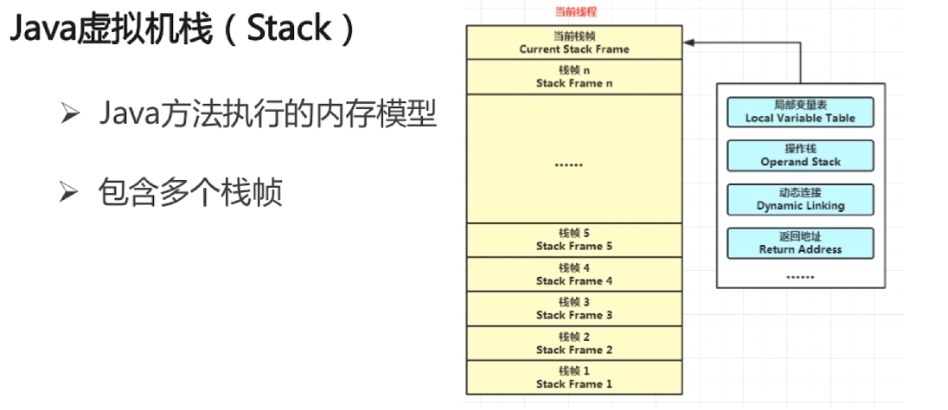 Java虚拟机栈（Stack）
Java方法执行的内存模型
包含多个栈帧
当前线程
当前栈帧
Current Stack Frame
栈帧 n
Stack Frame n
......
栈帧 5
Stack Frame 5
栈帧 4
Stack Frame 4
栈帧 3
Stack Frame 3
栈帧 2
Stack Frame 2
栈帧 1
Stack Frame 1
局部变量表
Local Variable Table
操作栈
Operand Stack
动态连接
Dynamic Linking
返回地址
Return Address
......